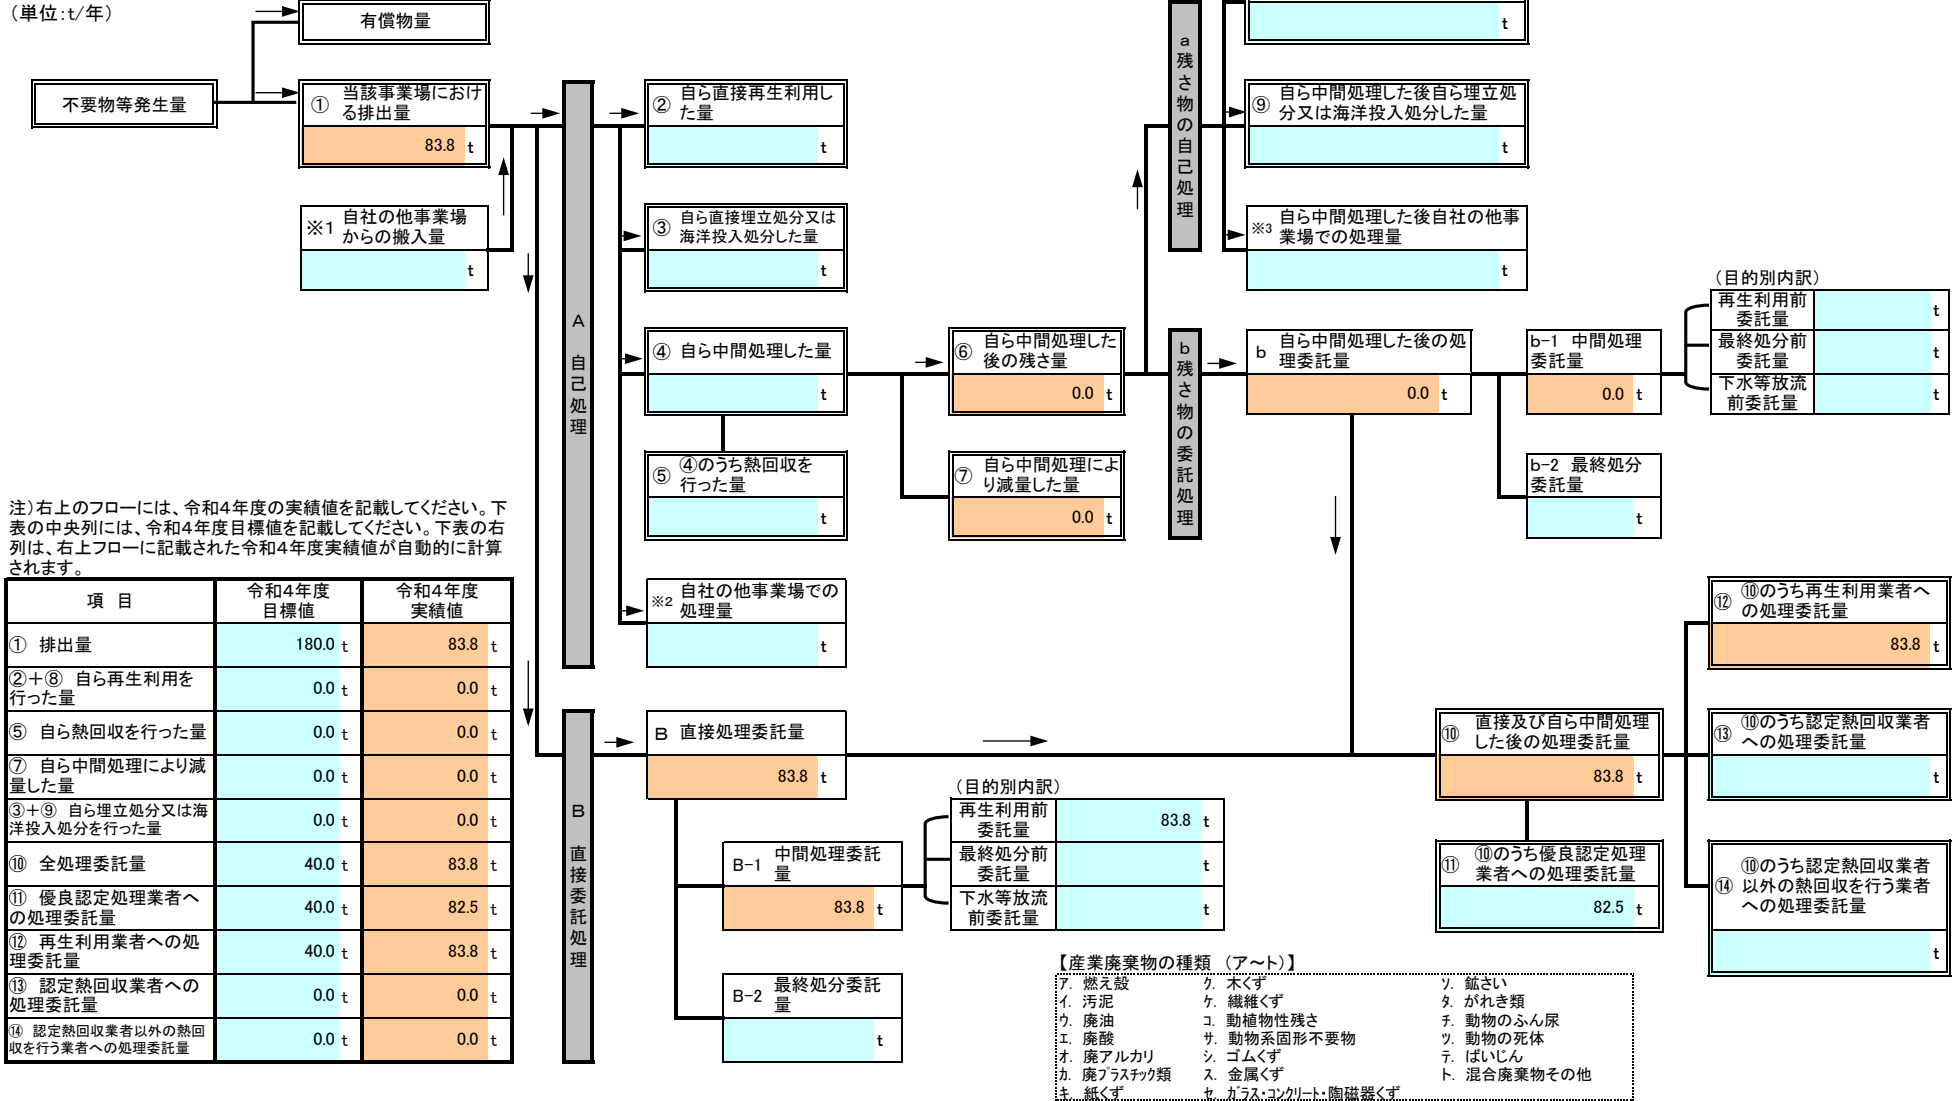 （単位：t/年）
有償物量
t
不要物等発生量
① 当該事業場におけ
る排出量
83.8 t
※1 自社の他事業場
からの搬入量
t
A 自己処理
② 自ら直接再生利用し
た量
t
③ 自ら直接埋立処分又は
海洋投入処分した量
t
④ 自ら中間処理した量
t
⑤ ④のうち熱回収を
行った量
t
※2 自社の他事業場での
処理量
t
⑥ 自ら中間処理した
後の残さ量
0.0 t
⑦ 自ら中間処理によ
り減量した量
0.0 t
a 残さ物の自己処理
⑨ 自ら中間処理した後自ら埋立処
分又は海洋投入処分した量
t
※3 自ら中間処理した後自社の他事
業場での処理量
t
b 残さ物の委託処理
b 自ら中間処理した後の処
理委託量
0.0 t
b-1 中間処理
委託量
0.0 t
b-2 最終処分
委託量
t
（目的別内訳）
再生利用前
委託量
t
最終処分前
委託量
t
下水等放流
前委託量
t
注）右上のフローには、令和4年度の実績値を記載してください。下
表の中央列には、令和4年度目標値を記載してください。下表の右
列は、右上フローに記載された令和4年度実績値が自動的に計算
されます。
項 目
令和4年度
目標値
令和4年度
実績値
① 排出量 180.0 t 83.8 t
②＋⑧ 自ら再生利用を
行った量 0.0 t 0.0 t
⑤ 自ら熱回収を行った量 0.0 t 0.0 t
⑦ 自ら中間処理により減
量した量 0.0 t 0.0 t
③＋⑨ 自ら埋立処分又は海
洋投入処分を行った量 0.0 t 0.0 t
⑩ 全処理委託量 40.0 t 83.8 t
⑪ 優良認定処理業者へ
の処理委託量 40.0 t 82.5 t
⑫ 再生利用業者への処
理委託量 40.0 t 83.8 t
⑬ 認定熱回収業者への
処理委託量 0.0 t 0.0 t
⑭ 認定熱回収業者以外の熱回
収を行う業者への処理委託量 0.0 t 0.0 t
B 直接委託処理
B 直接処理委託量
83.8 t
B-1 中間処理委託
量
83.8 t
B-2 最終処分委託
量
t
（目的別内訳）
再生利用前
委託量
83.8 t
最終処分前
委託量
t
下水等放流
前委託量
t
⑩ 直接及び自ら中間処理
した後の処理委託量
83.8 t
⑪ ⑩のうち優良認定処理
業者への処理委託量
82.5 t
⑫ ⑩のうち再生利用業者へ
の処理委託量
83.8 t
⑬ ⑩のうち認定熱回収業者
への処理委託量
t
⑭ ⑩のうち認定熱回収業者
以外の熱回収を行う業者
への処理委託量
t
【産業廃棄物の種類 （ア～ト）】
ア. 燃え殻 ク. 木くず ソ. 鉱さい
イ. 汚泥 ケ. 繊維くず タ. がれき類
ウ. 廃油 コ. 動植物性残さ チ. 動物のふん尿
エ. 廃酸 サ. 動物系固形不要物 ツ. 動物の死体
オ. 廃アルカリ シ. ゴムくず テ. ばいじん
カ. 廃プラスチック類 ス. 金属くず ト. 混合廃棄物その他
キ. 紙くず セ. ガラス・コンクリート・陶磁器くず